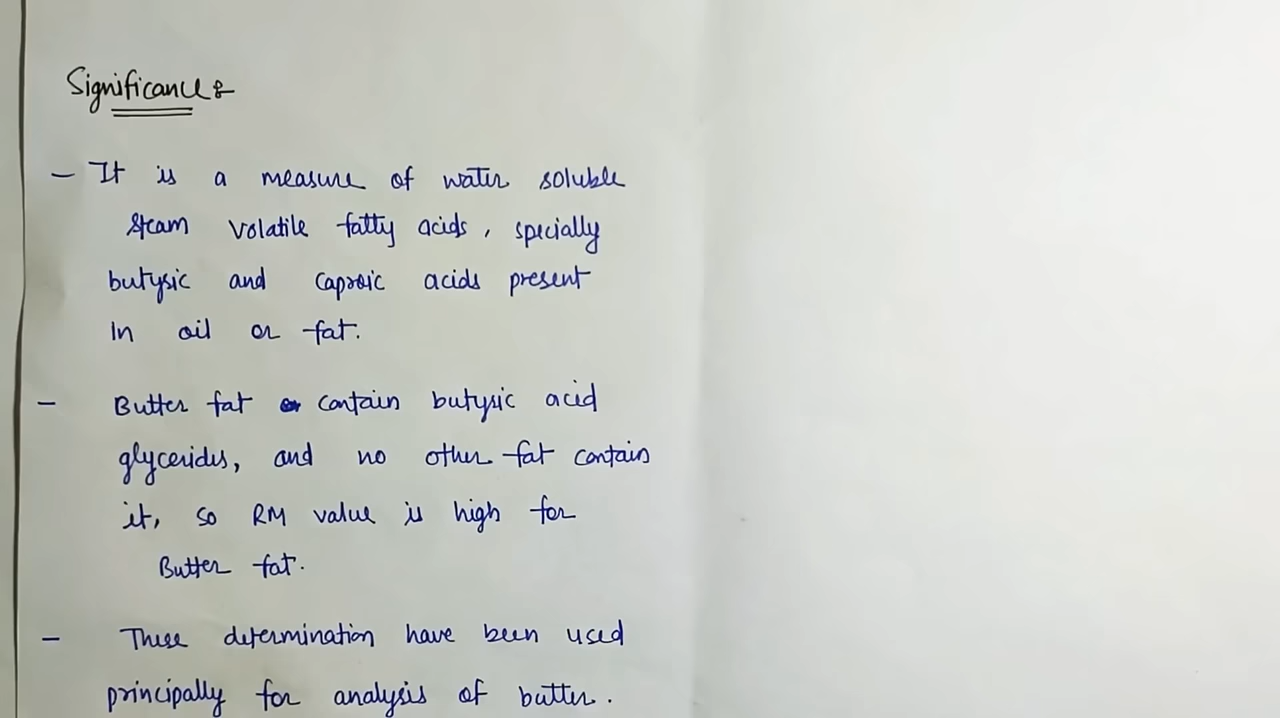 Significance :-
- It is a measure of water soluble
steam volatile fatty acids, specially
butyric and caproic acids present
In oil or fat.
- Butter fat contain butyric acid
glycerides, and no other fat contain
it, so RM value is high for
Butter fat.
- These determination have been used
principally for analysis of butter.